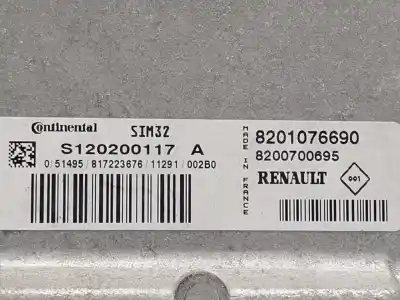 Continental SIM32
S120200117 A
0/51495/817223676/11291/002B0
MADE IN FRANCE
8201076690
8200700695
RENAULT 001